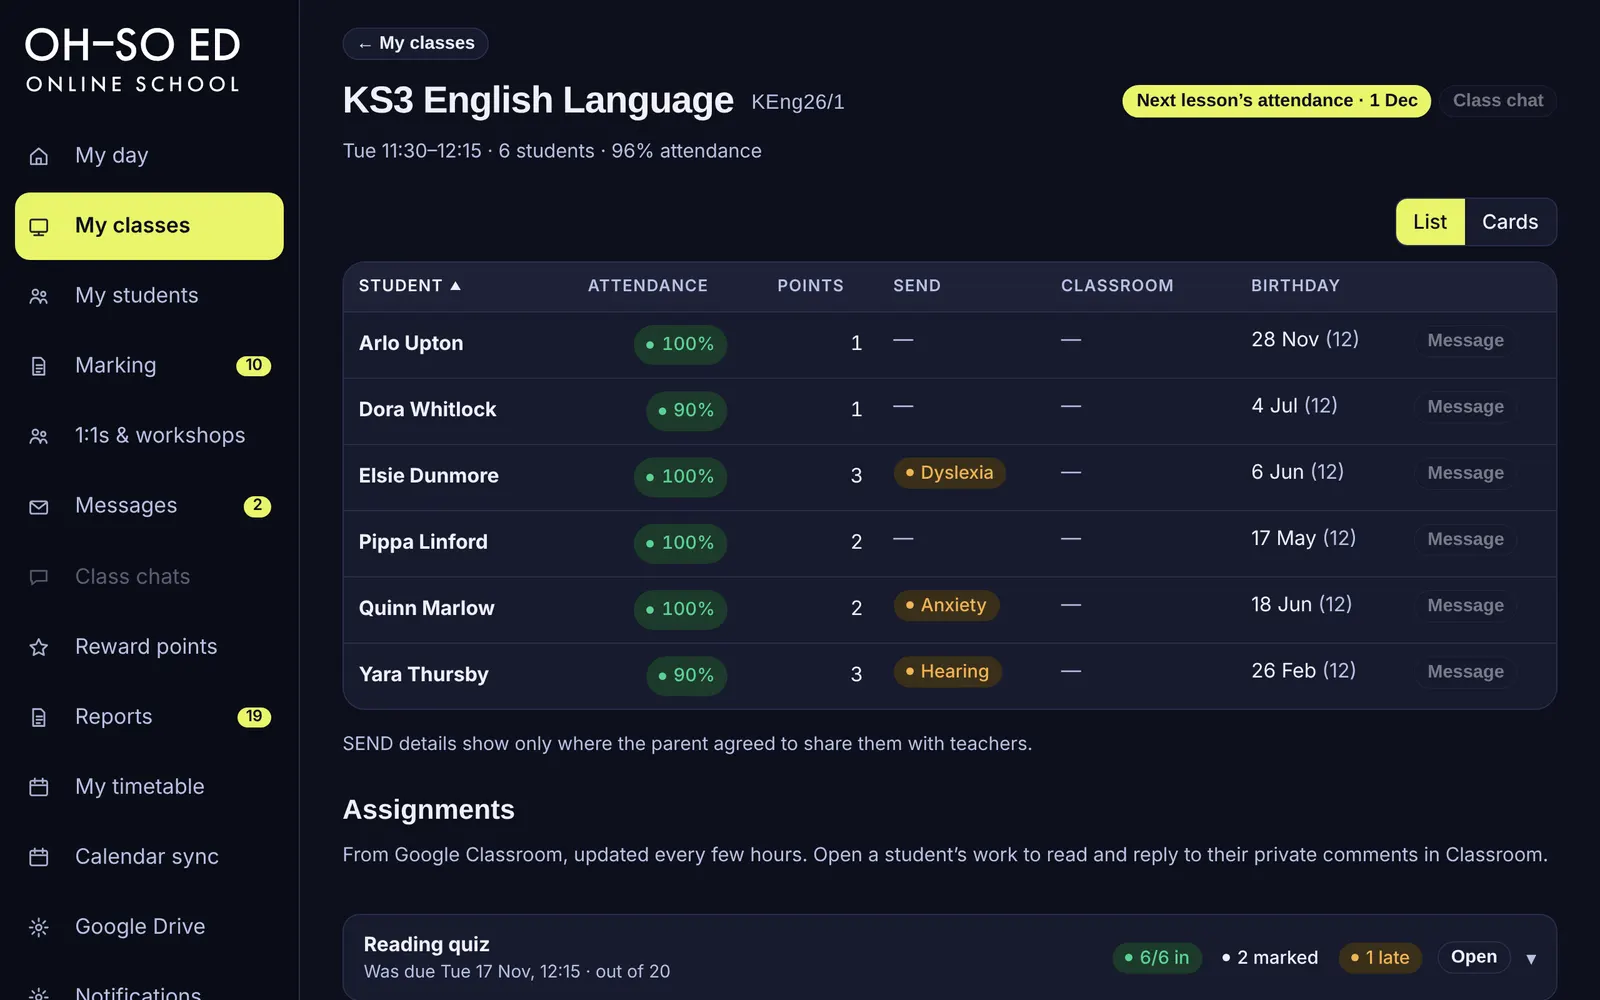 OH–SO ED
ONLINE SCHOOL
My day
My classes
My students
Marking 10
1:1s & workshops
Messages 2
Class chats
Reward points
Reports 19
My timetable
Calendar sync
Google Drive
Notifications
← My classes
KS3 English Language KEng26/1
Next lesson’s attendance · 1 Dec
Class chat
Tue 11:30–12:15 · 6 students · 96% attendance
List Cards
STUDENT ▲ ATTENDANCE POINTS SEND CLASSROOM BIRTHDAY
Arlo Upton 100% 1 — — 28 Nov (12) Message
Dora Whitlock 90% 1 — — 4 Jul (12) Message
Elsie Dunmore 100% 3 Dyslexia — 6 Jun (12) Message
Pippa Linford 100% 2 — — 17 May (12) Message
Quinn Marlow 100% 2 Anxiety — 18 Jun (12) Message
Yara Thursby 90% 3 Hearing — 26 Feb (12) Message
SEND details show only where the parent agreed to share them with teachers.
Assignments
From Google Classroom, updated every few hours. Open a student’s work to read and reply to their private comments in Classroom.
Reading quiz
Was due Tue 17 Nov, 12:15 · out of 20
6/6 in 2 marked 1 late Open ▼